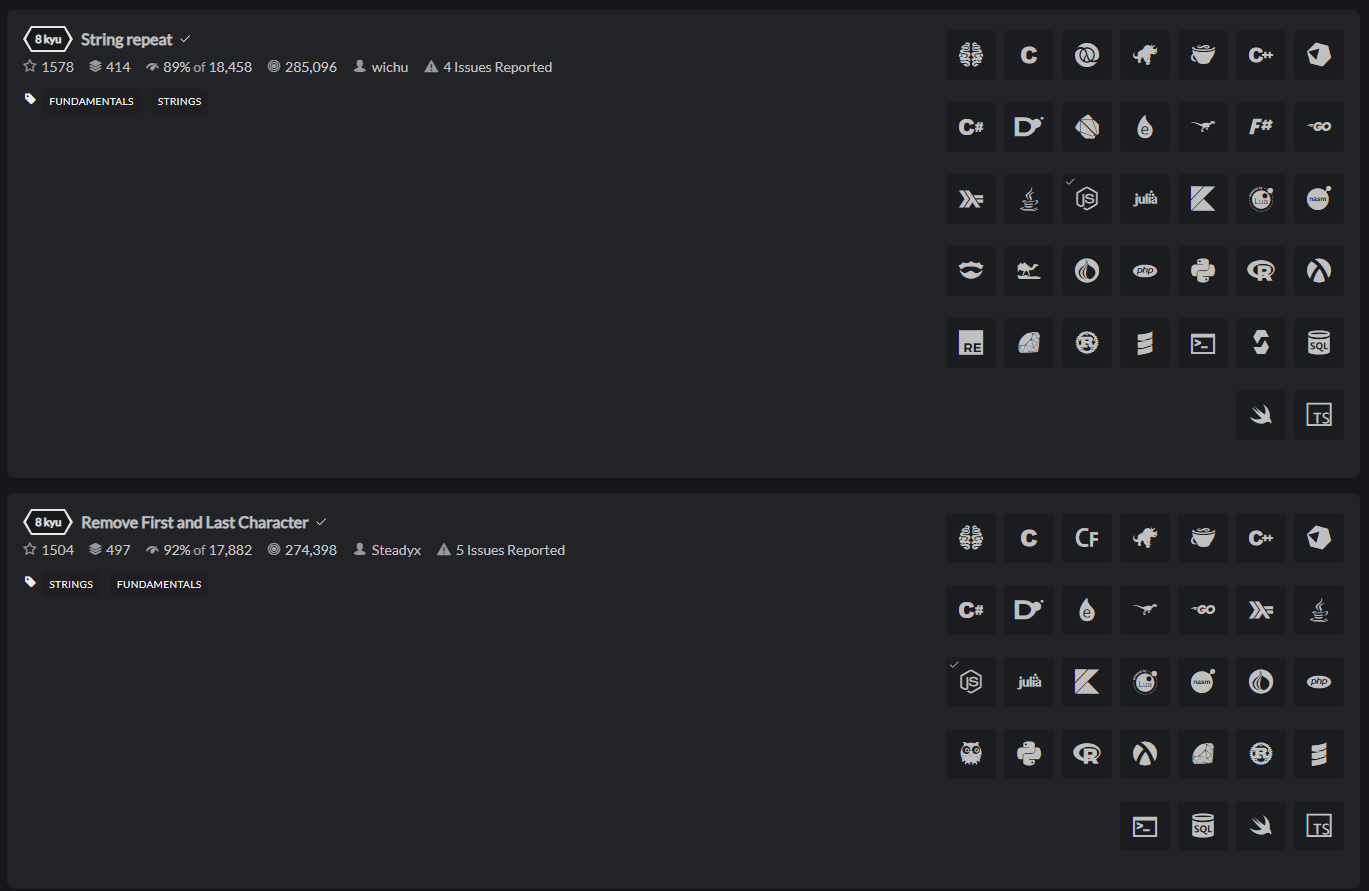 8 kyu String repeat
1578 414 89% of 18,458 285,096 wichu 4 Issues Reported
FUNDAMENTALS STRINGS
C C++
C# D e F# GO
JS julia Lua nasm
php R
RE R >_ SQL
TS
8 kyu Remove First and Last Character
1504 497 92% of 17,882 274,398 Steadyx 5 Issues Reported
STRINGS FUNDAMENTALS
C CF C++
C# D e GO
JS julia Lua nasm php
R R
>_ SQL TS